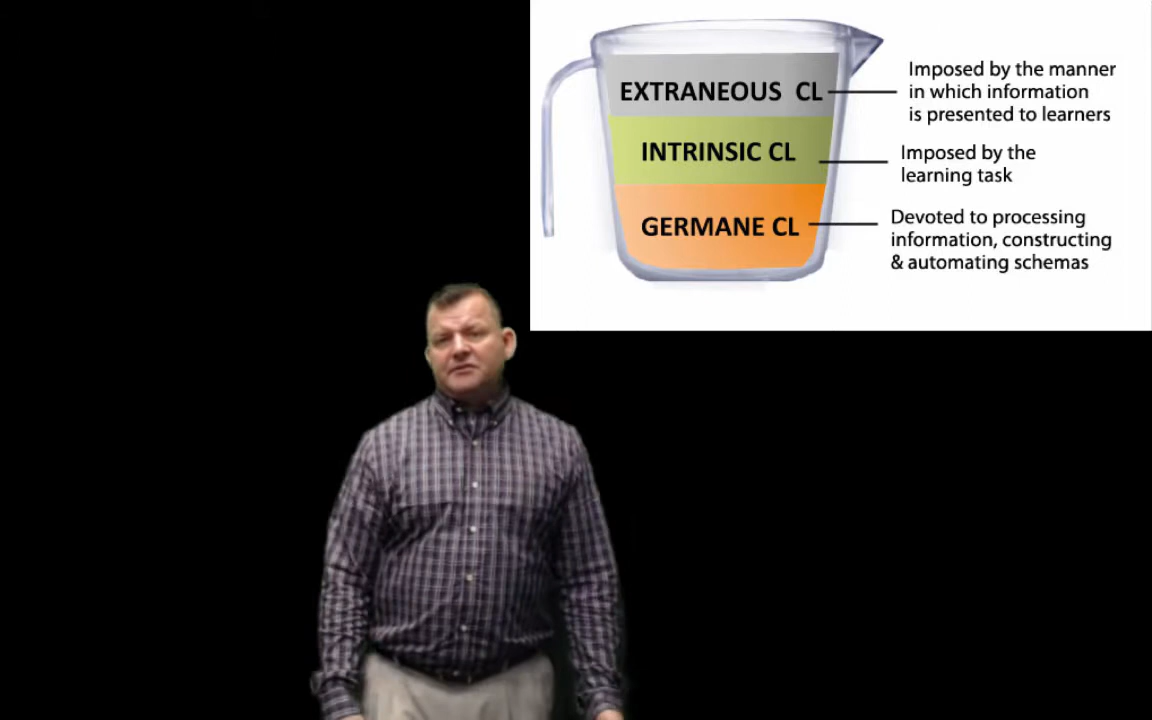 EXTRANEOUS CL
Imposed by the manner
in which information
is presented to learners
INTRINSIC CL
Imposed by the
learning task
GERMANE CL
Devoted to processing
information, constructing
& automating schemas